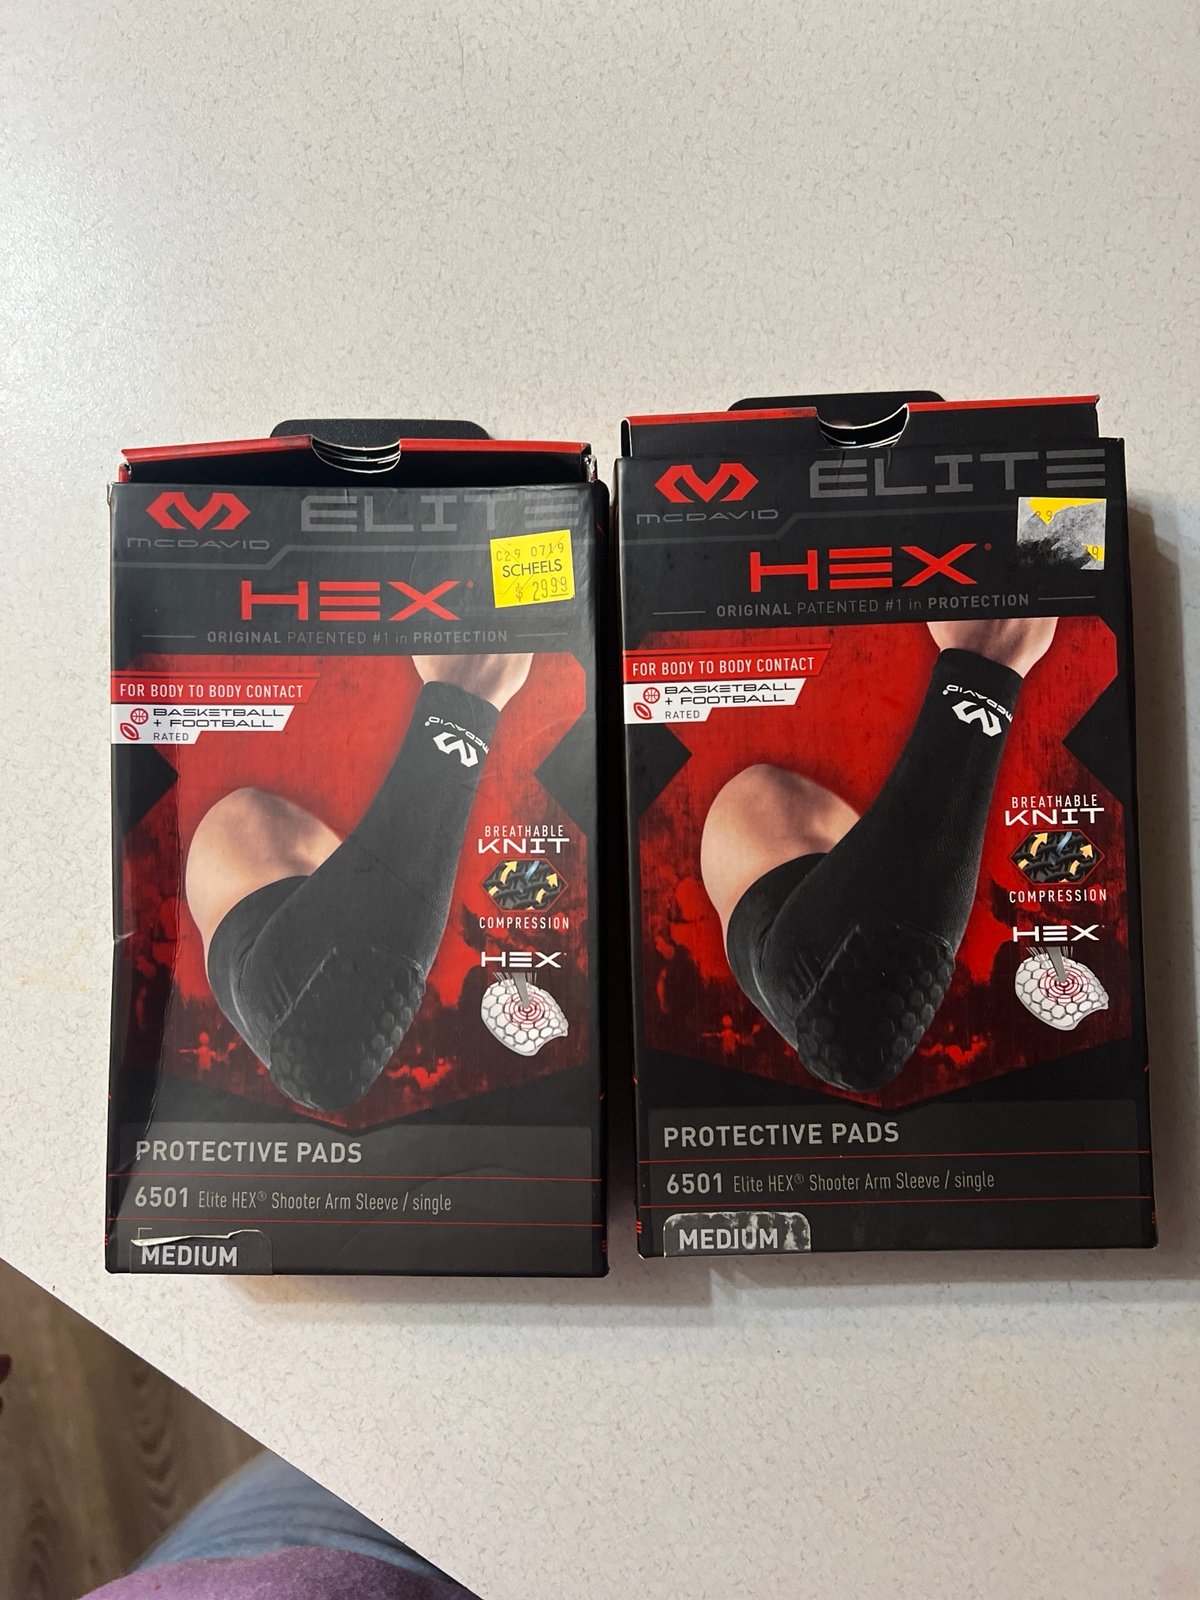 MCDAVID
ELITE
C29 0719
SCHEELS
$ 29.99
HEX®
ORIGINAL PATENTED #1 in PROTECTION
FOR BODY TO BODY CONTACT
BASKETBALL
+ FOOTBALL
RATED
MCDAVID
BREATHABLE
KNIT
COMPRESSION
HEX®
PROTECTIVE PADS
6501 Elite HEX® Shooter Arm Sleeve / single
MEDIUM
MCDAVID
ELITE
HEX®
ORIGINAL PATENTED #1 in PROTECTION
FOR BODY TO BODY CONTACT
BASKETBALL
+ FOOTBALL
RATED
MCDAVID
BREATHABLE
KNIT
COMPRESSION
HEX®
PROTECTIVE PADS
6501 Elite HEX® Shooter Arm Sleeve / single
MEDIUM